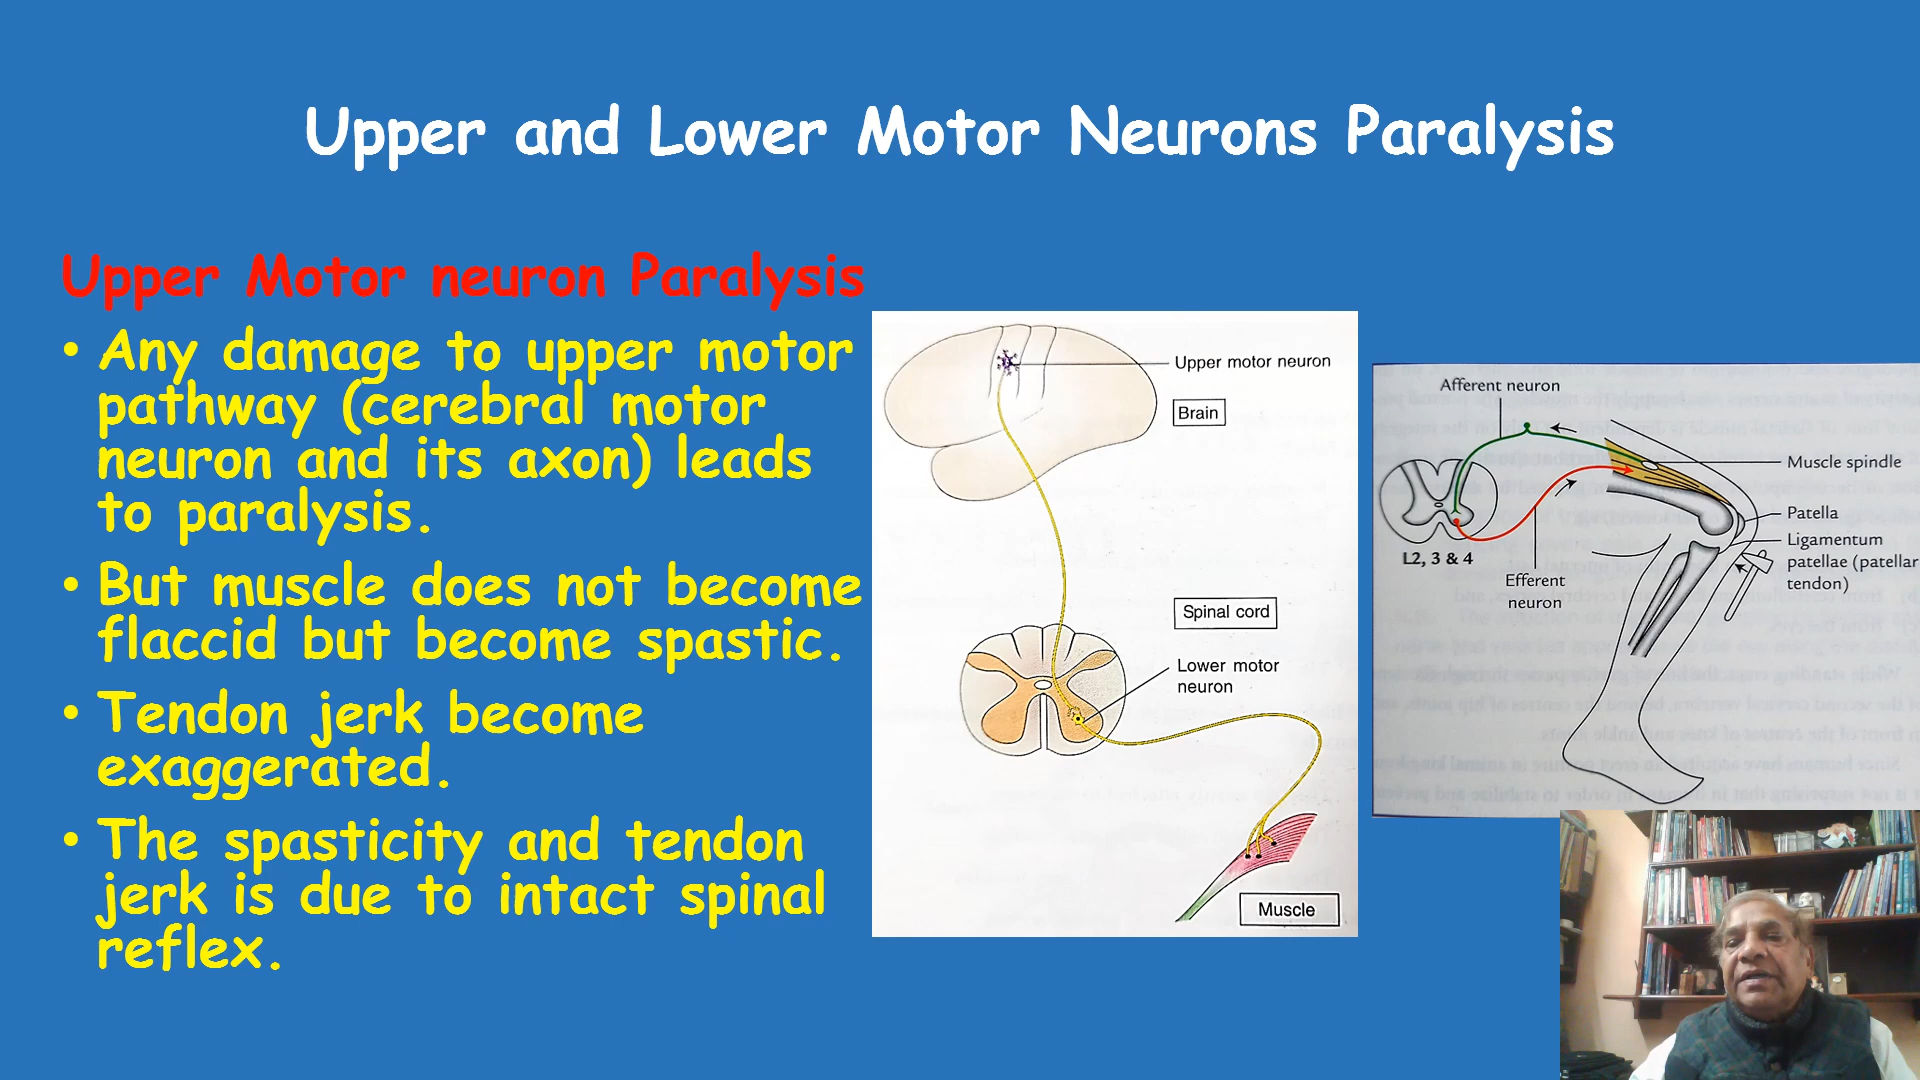 Upper and Lower Motor Neurons Paralysis
Upper Motor neuron Paralysis
• Any damage to upper motor
pathway (cerebral motor
neuron and its axon) leads
to paralysis.
• But muscle does not become
flaccid but become spastic.
• Tendon jerk become
exaggerated.
• The spasticity and tendon
jerk is due to intact spinal
reflex.
Upper motor neuron
Brain
Spinal cord
Lower motor
neuron
Muscle
Afferent neuron
Muscle spindle
Patella
Ligamentum
patellae (patellar
tendon)
L2, 3 & 4
Efferent
neuron